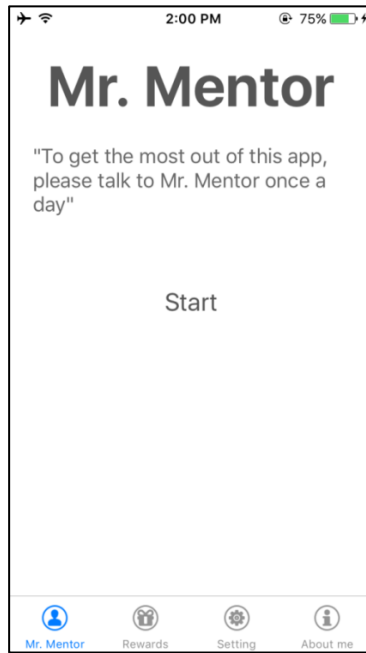 2:00 PM 75%
Mr. Mentor
"To get the most out of this app,
please talk to Mr. Mentor once a
day"
Start
Mr. Mentor Rewards Setting About me